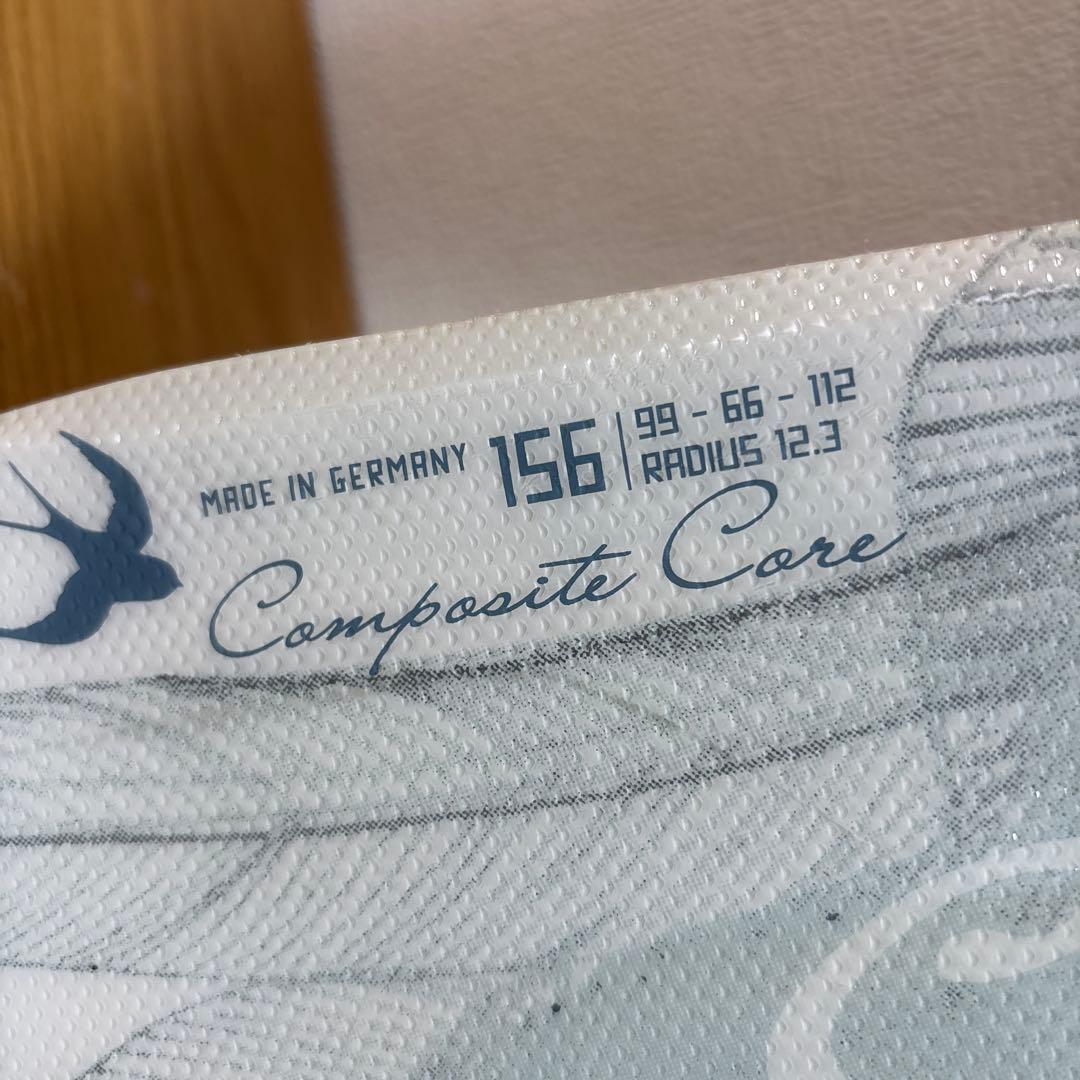 MADE IN GERMANY 156 99 - 66 - 112
RADIUS 12.3
Composite Core